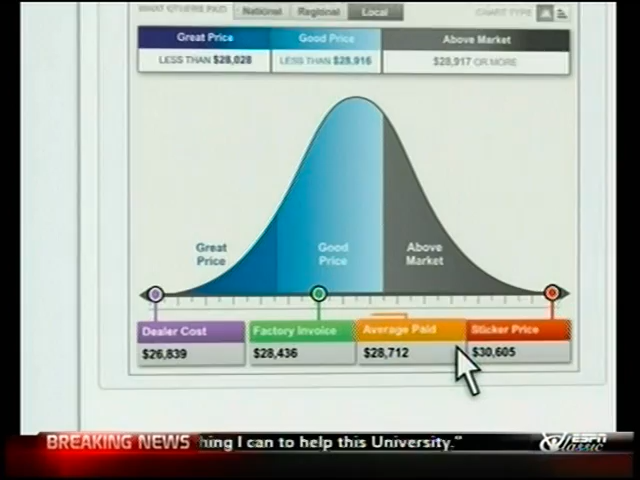 WHAT OTHERS PAID
National
Regional
Local
CHART TYPE
Great Price
Good Price
Above Market
LESS THAN $28,028
LESS THAN $28,916
$28,917 OR MORE
Great
Price
Good
Price
Above
Market
Dealer Cost
Factory Invoice
Average Paid
Sticker Price
$26,839
$28,436
$28,712
$30,605
BREAKING NEWS
hing I can to help this University."
ESPN
Classic